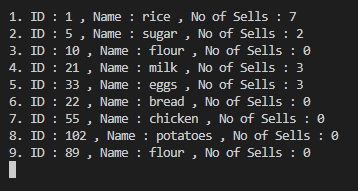 1. ID : 1 , Name : rice , No of Sells : 7
2. ID : 5 , Name : sugar , No of Sells : 2
3. ID : 10 , Name : flour , No of Sells : 0
4. ID : 21 , Name : milk , No of Sells : 3
5. ID : 33 , Name : eggs , No of Sells : 3
6. ID : 22 , Name : bread , No of Sells : 0
7. ID : 55 , Name : chicken , No of Sells : 0
8. ID : 102 , Name : potatoes , No of Sells : 0
9. ID : 89 , Name : flour , No of Sells : 0